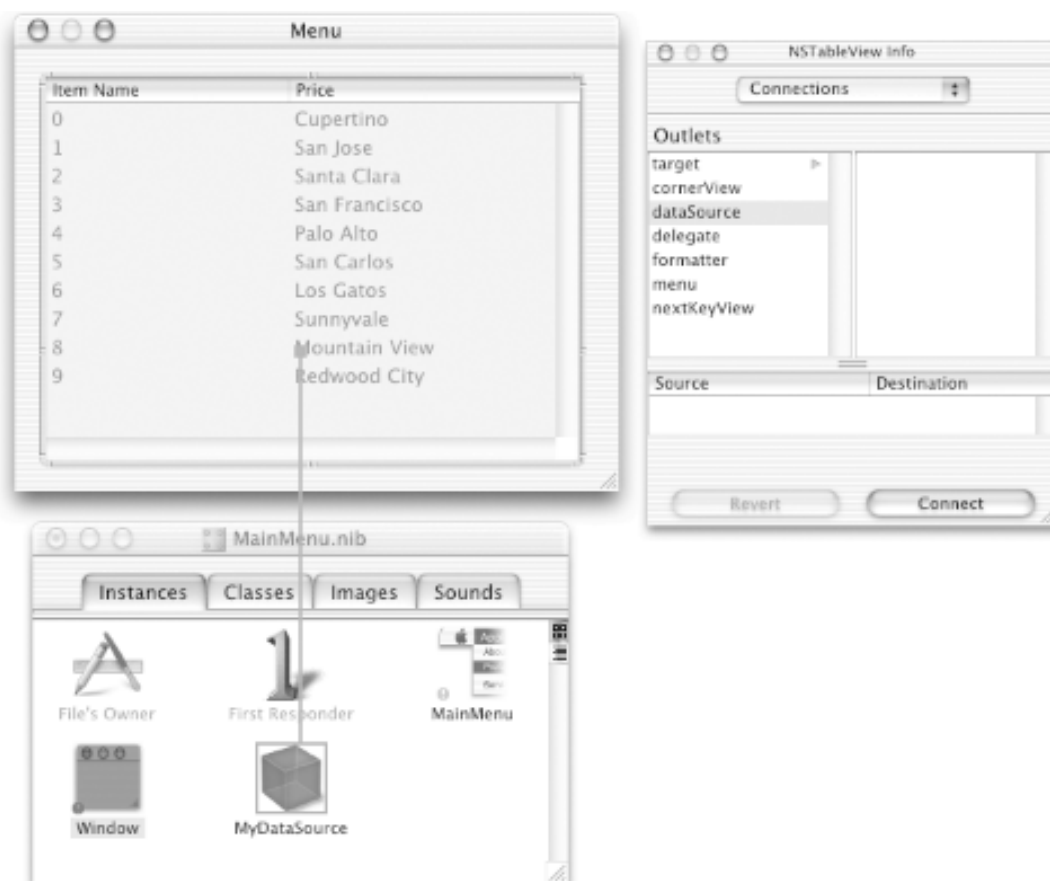 Menu
Item Name Price
0 Cupertino
1 San Jose
2 Santa Clara
3 San Francisco
4 Palo Alto
5 San Carlos
6 Los Gatos
7 Sunnyvale
8 Mountain View
9 Redwood City
NSTableView Info
Connections
Outlets
target
cornerView
dataSource
delegate
formatter
menu
nextKeyView
Source Destination
Revert Connect
MainMenu.nib
Instances Classes Images Sounds
File's Owner First Responder MainMenu
Window MyDataSource